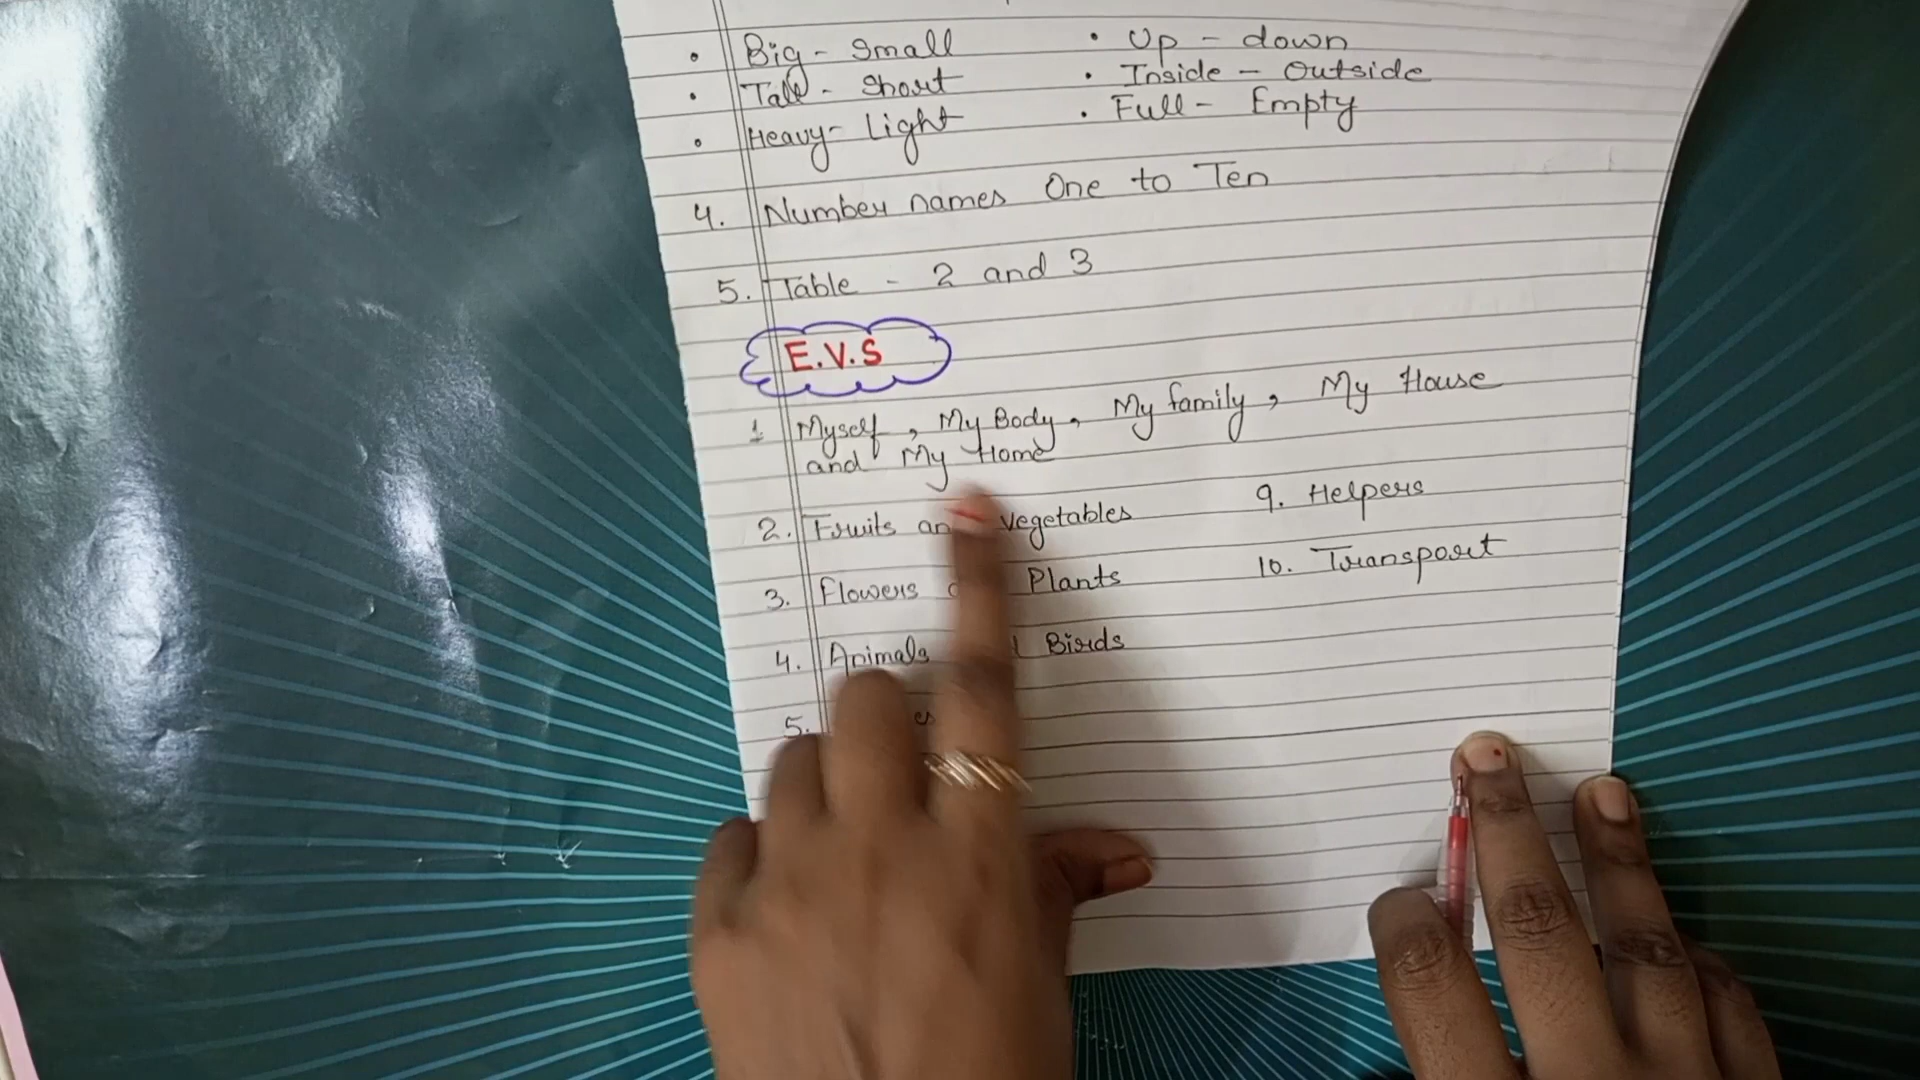 • Big - Small • Up - down
• Tall - Short • Inside - Outside
• Heavy - Light • Full - Empty
4. Number names One to Ten
5. Table - 2 and 3
E.V.S
1 Myself, My Body, My family, My House
and My Home
2. Fruits vegetables 9. Helpers
3. Flowers Plants 10. Transport
4. Animals Birds
5.